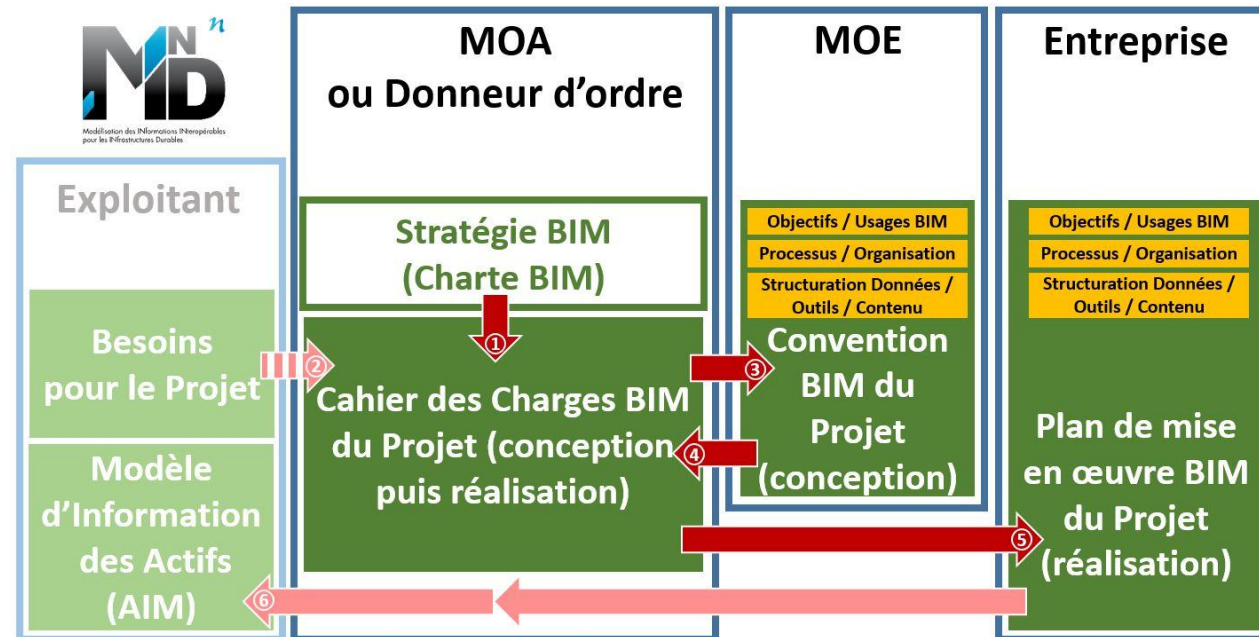 MINnD
n
Modélisation des INformations INteropérables
pour les INfrastructures Durables
MOA
ou Donneur d'ordre
MOE
Entreprise
Exploitant
Stratégie BIM
(Charte BIM)
Objectifs / Usages BIM
Processus / Organisation
Structuration Données /
Outils / Contenu
Objectifs / Usages BIM
Processus / Organisation
Structuration Données /
Outils / Contenu
Besoins
pour le Projet
①
②
③
④
⑤
⑥
Cahier des Charges BIM
du Projet (conception
puis réalisation)
Convention
BIM du
Projet
(conception)
Plan de mise
en œuvre BIM
du Projet
(réalisation)
Modèle
d'Information
des Actifs
(AIM)